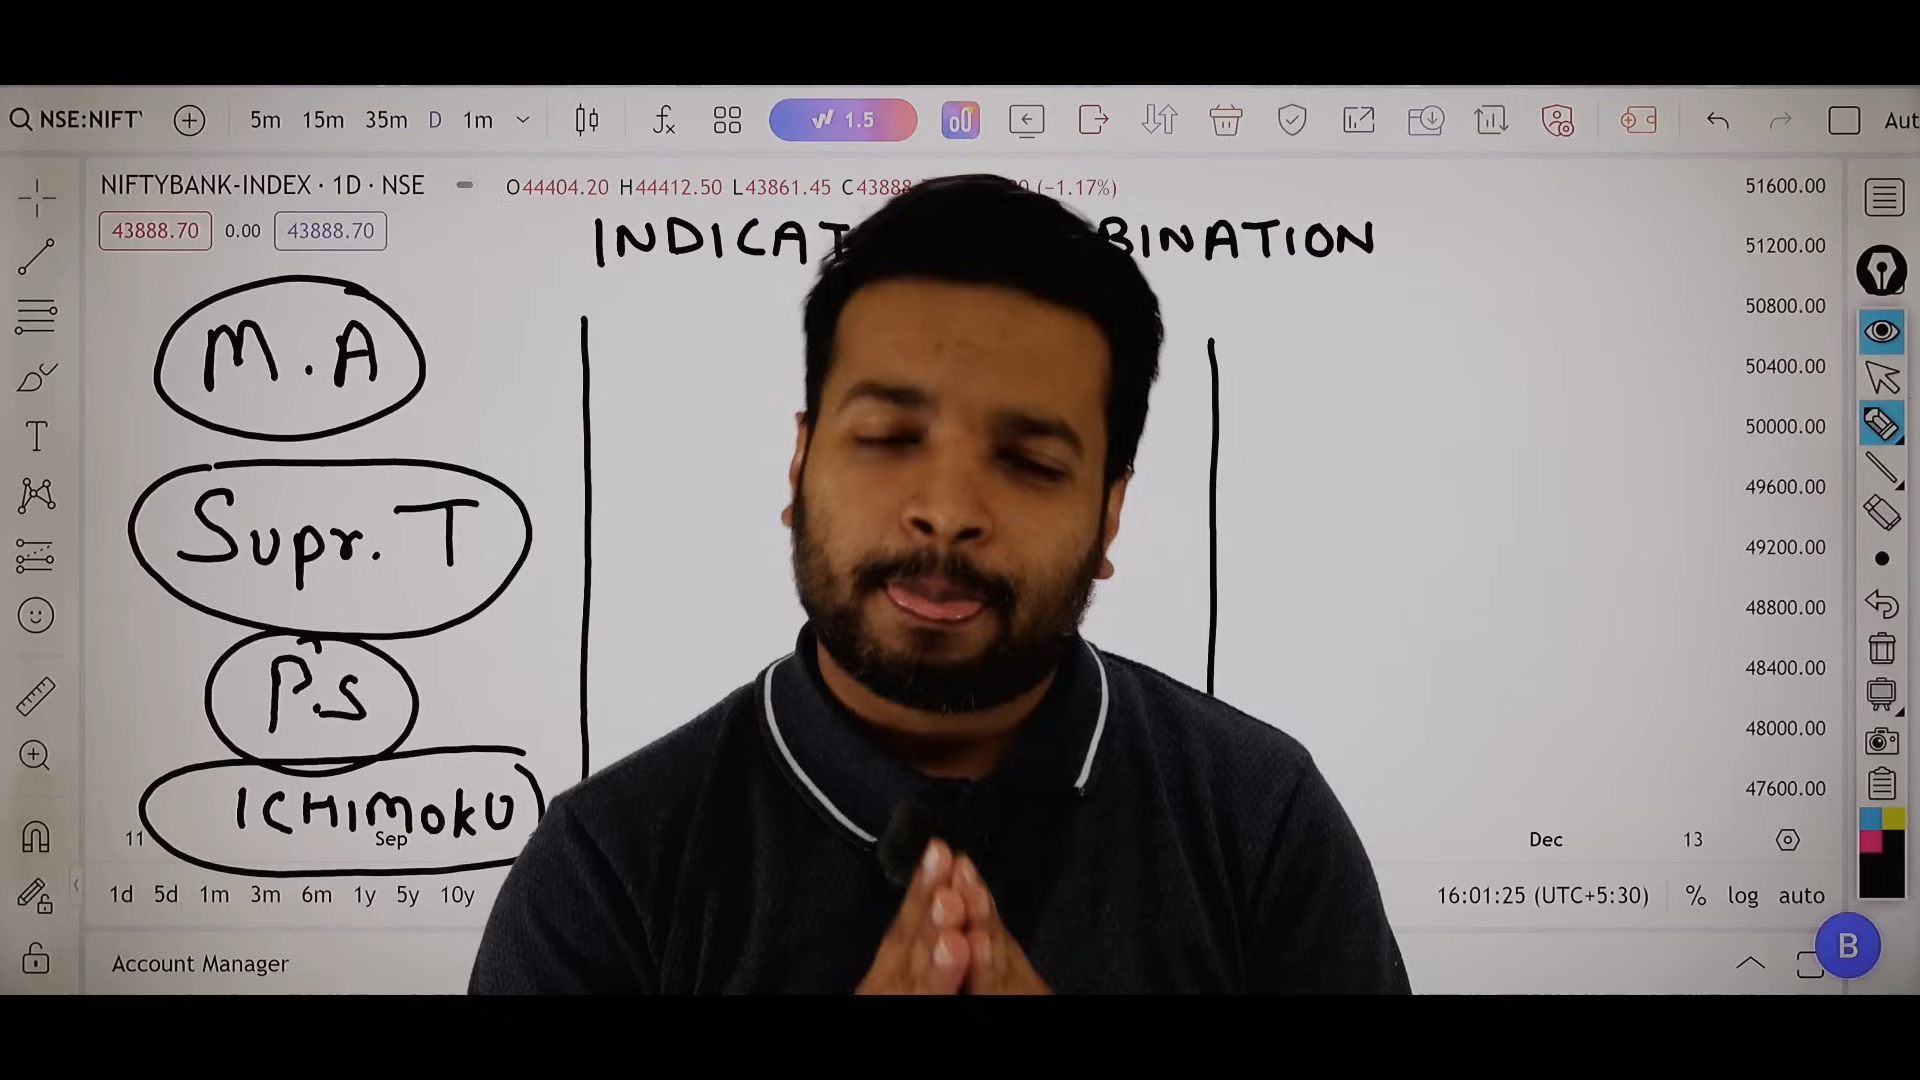 NSE:NIFTY 5m 15m 35m D 1m 1.5 Aut
NIFTYBANK-INDEX · 1D · NSE O44404.20 H44412.50 L43861.45 C43888 (−1.17%)
43888.70 0.00 43888.70
INDICAT BINATION
M.A
Supr. T
P.S
ICHIMOKU
51600.00
51200.00
50800.00
50400.00
50000.00
49600.00
49200.00
48800.00
48400.00
48000.00
47600.00
11 Sep Dec 13
1d 5d 1m 3m 6m 1y 5y 10y 16:01:25 (UTC+5:30) % log auto
Account Manager
B